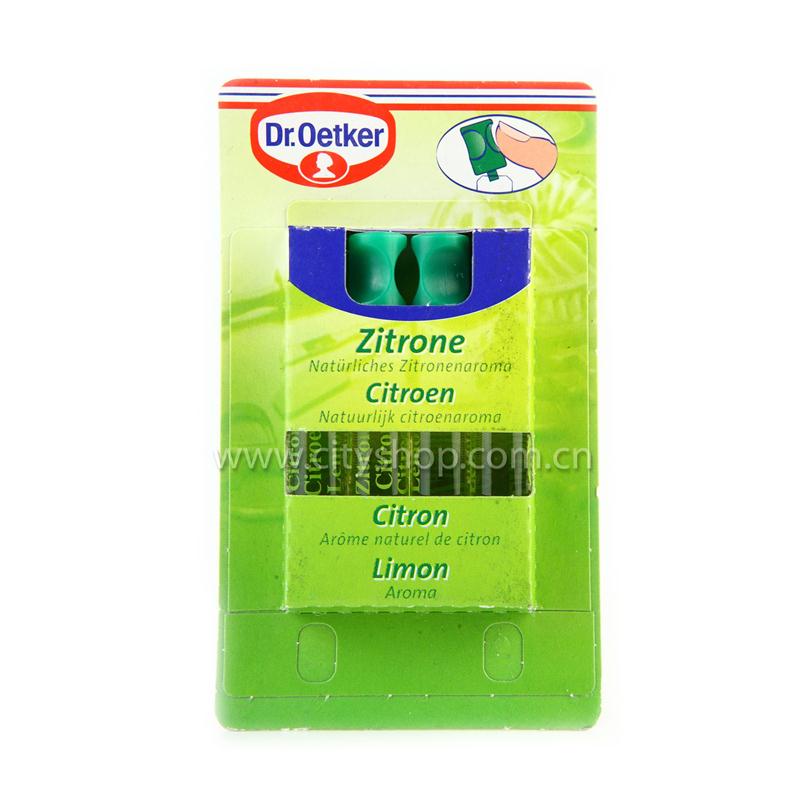 Dr.Oetker
Zitrone
Natürliches Zitronenaroma
Citroen
Natuurlijk citroenaroma
www.cityshop.com.cn
Citron
Arôme naturel de citron
Limon
Aroma